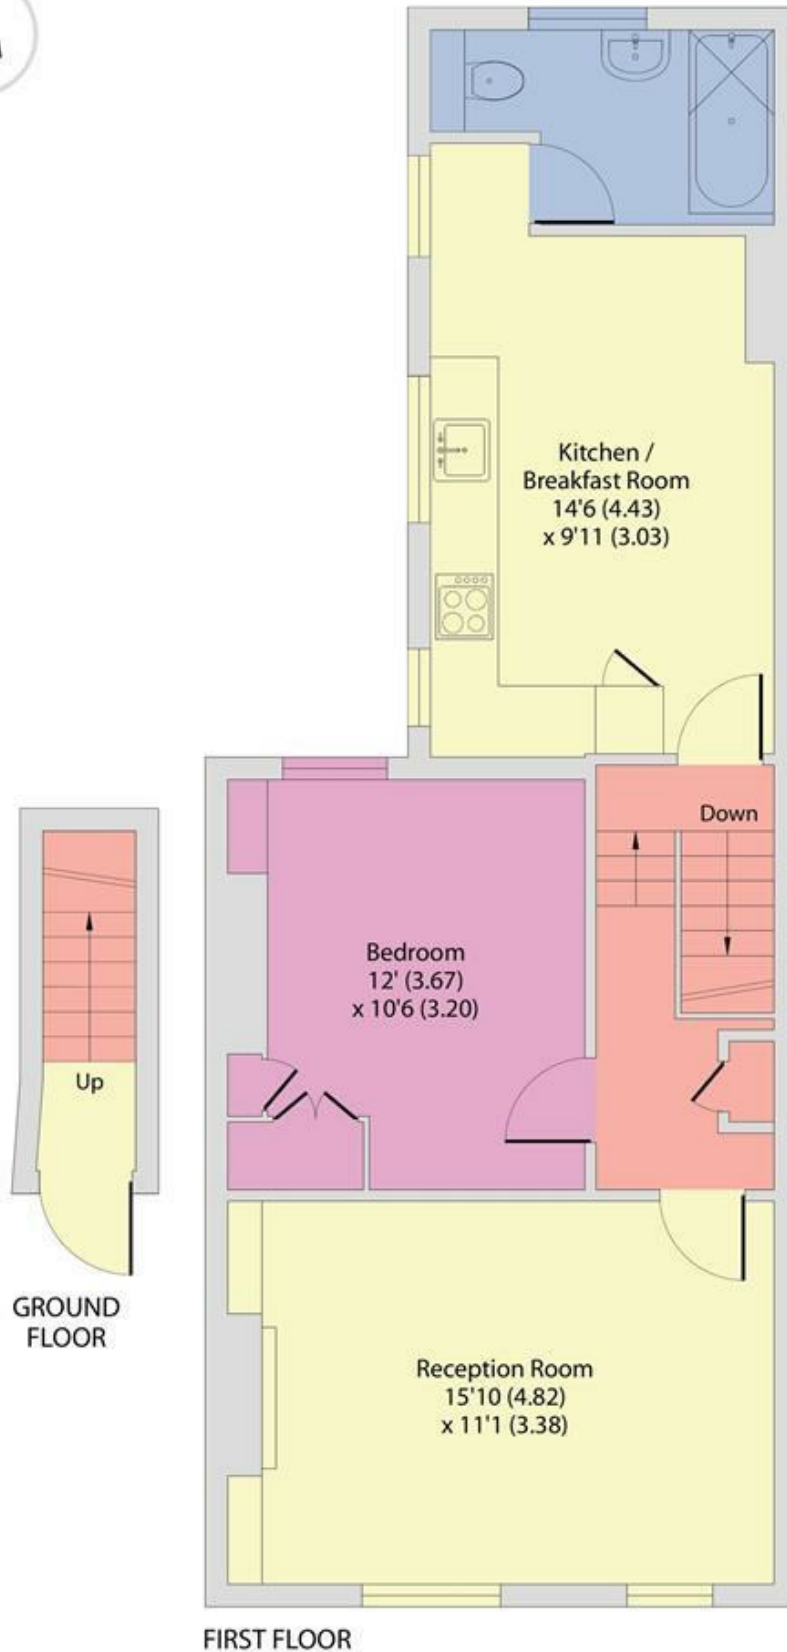 Kitchen /
Breakfast Room
14'6 (4.43)
x 9'11 (3.03)
Down
Bedroom
12' (3.67)
x 10'6 (3.20)
Up
GROUND
FLOOR
Reception Room
15'10 (4.82)
x 11'1 (3.38)
FIRST FLOOR